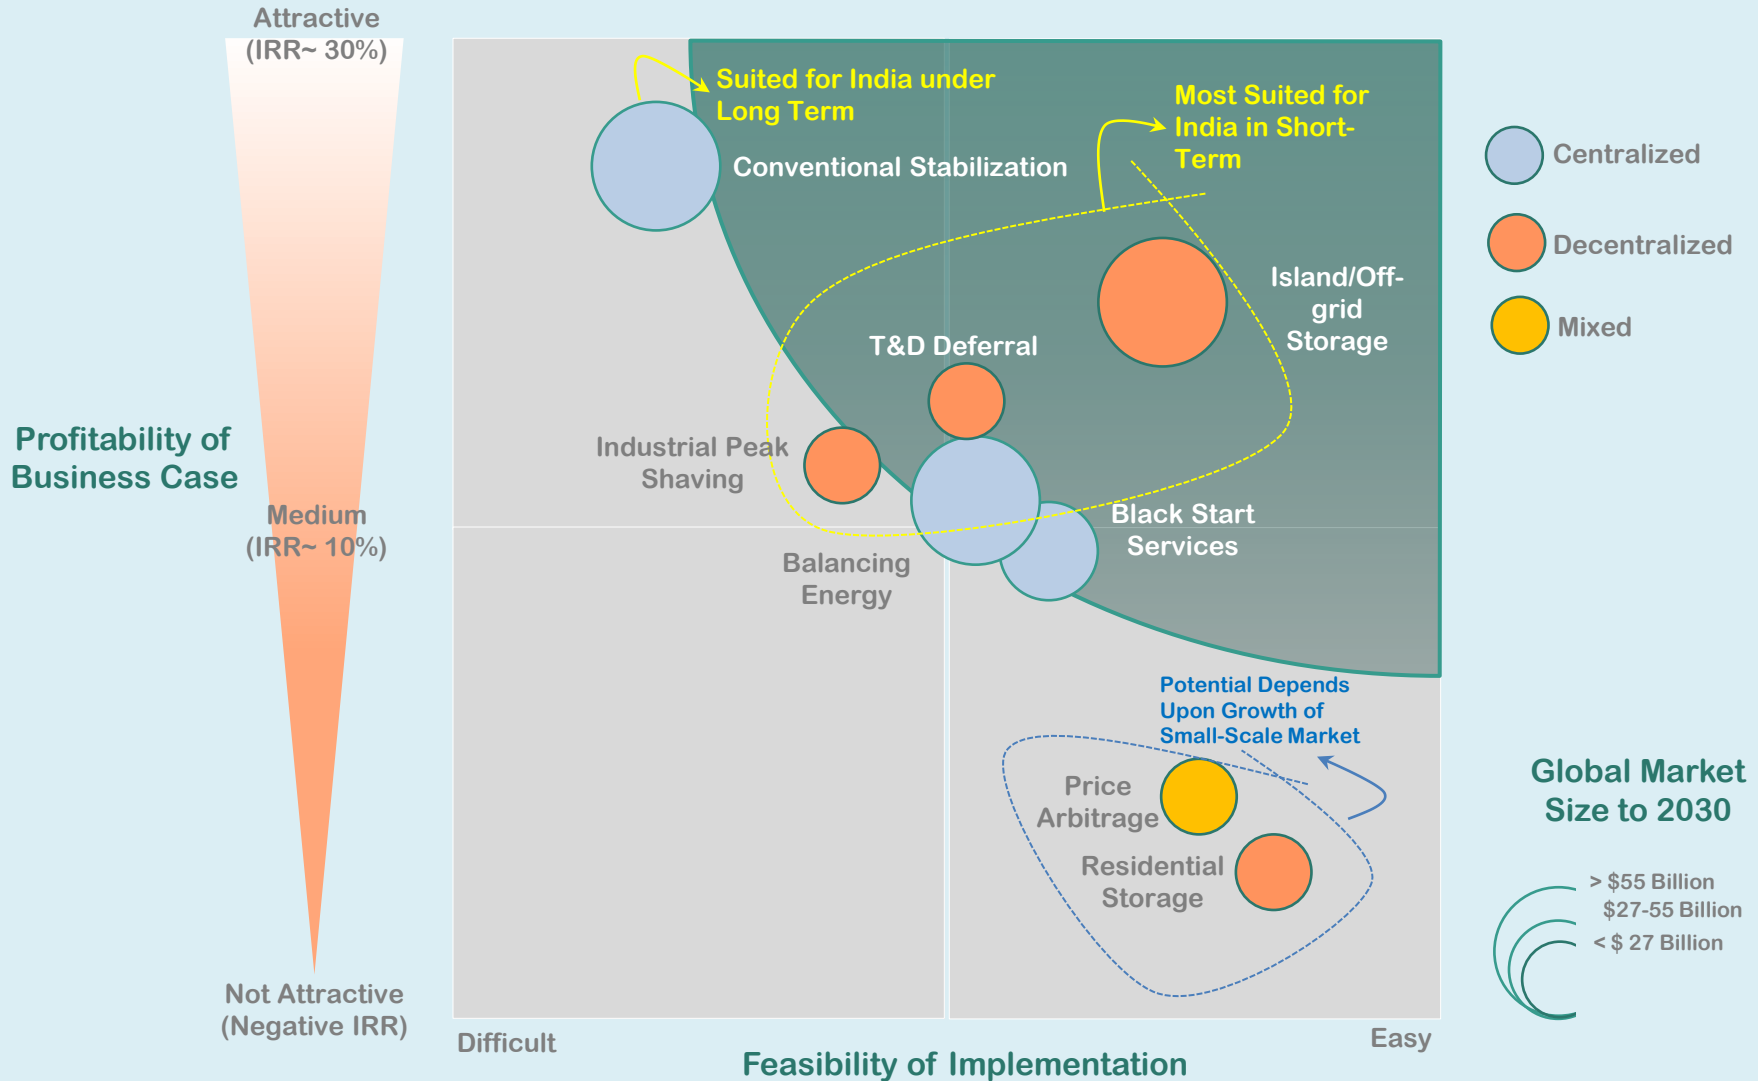 Attractive
(IRR~ 30%)
Suited for India under
Long Term
Most Suited for
India in Short-
Term
Conventional Stabilization
Centralized
Decentralized
Mixed
Island/Off-
grid
Storage
T&D Deferral
Profitability of
Business Case
Industrial Peak
Shaving
Medium
(IRR~ 10%)
Black Start
Services
Balancing
Energy
Potential Depends
Upon Growth of
Small-Scale Market
Price
Arbitrage
Residential
Storage
Global Market
Size to 2030
> $55 Billion
$27-55 Billion
< $ 27 Billion
Not Attractive
(Negative IRR)
Difficult
Easy
Feasibility of Implementation